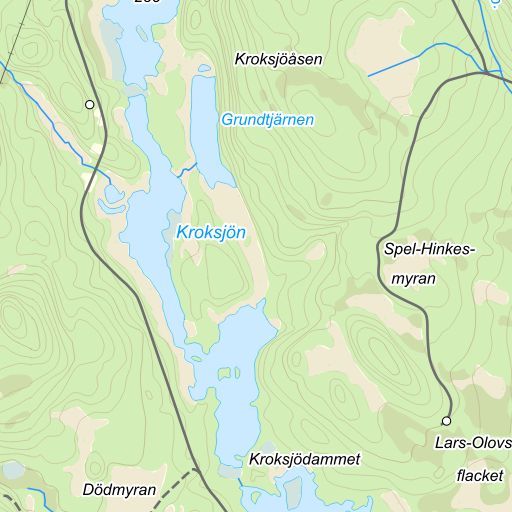 Kroksjöåsen
Grundtjärnen
Kroksjön
Spel-Hinkes-
myran
Lars-Olovs
flacket
Kroksjödammet
Dödmyran